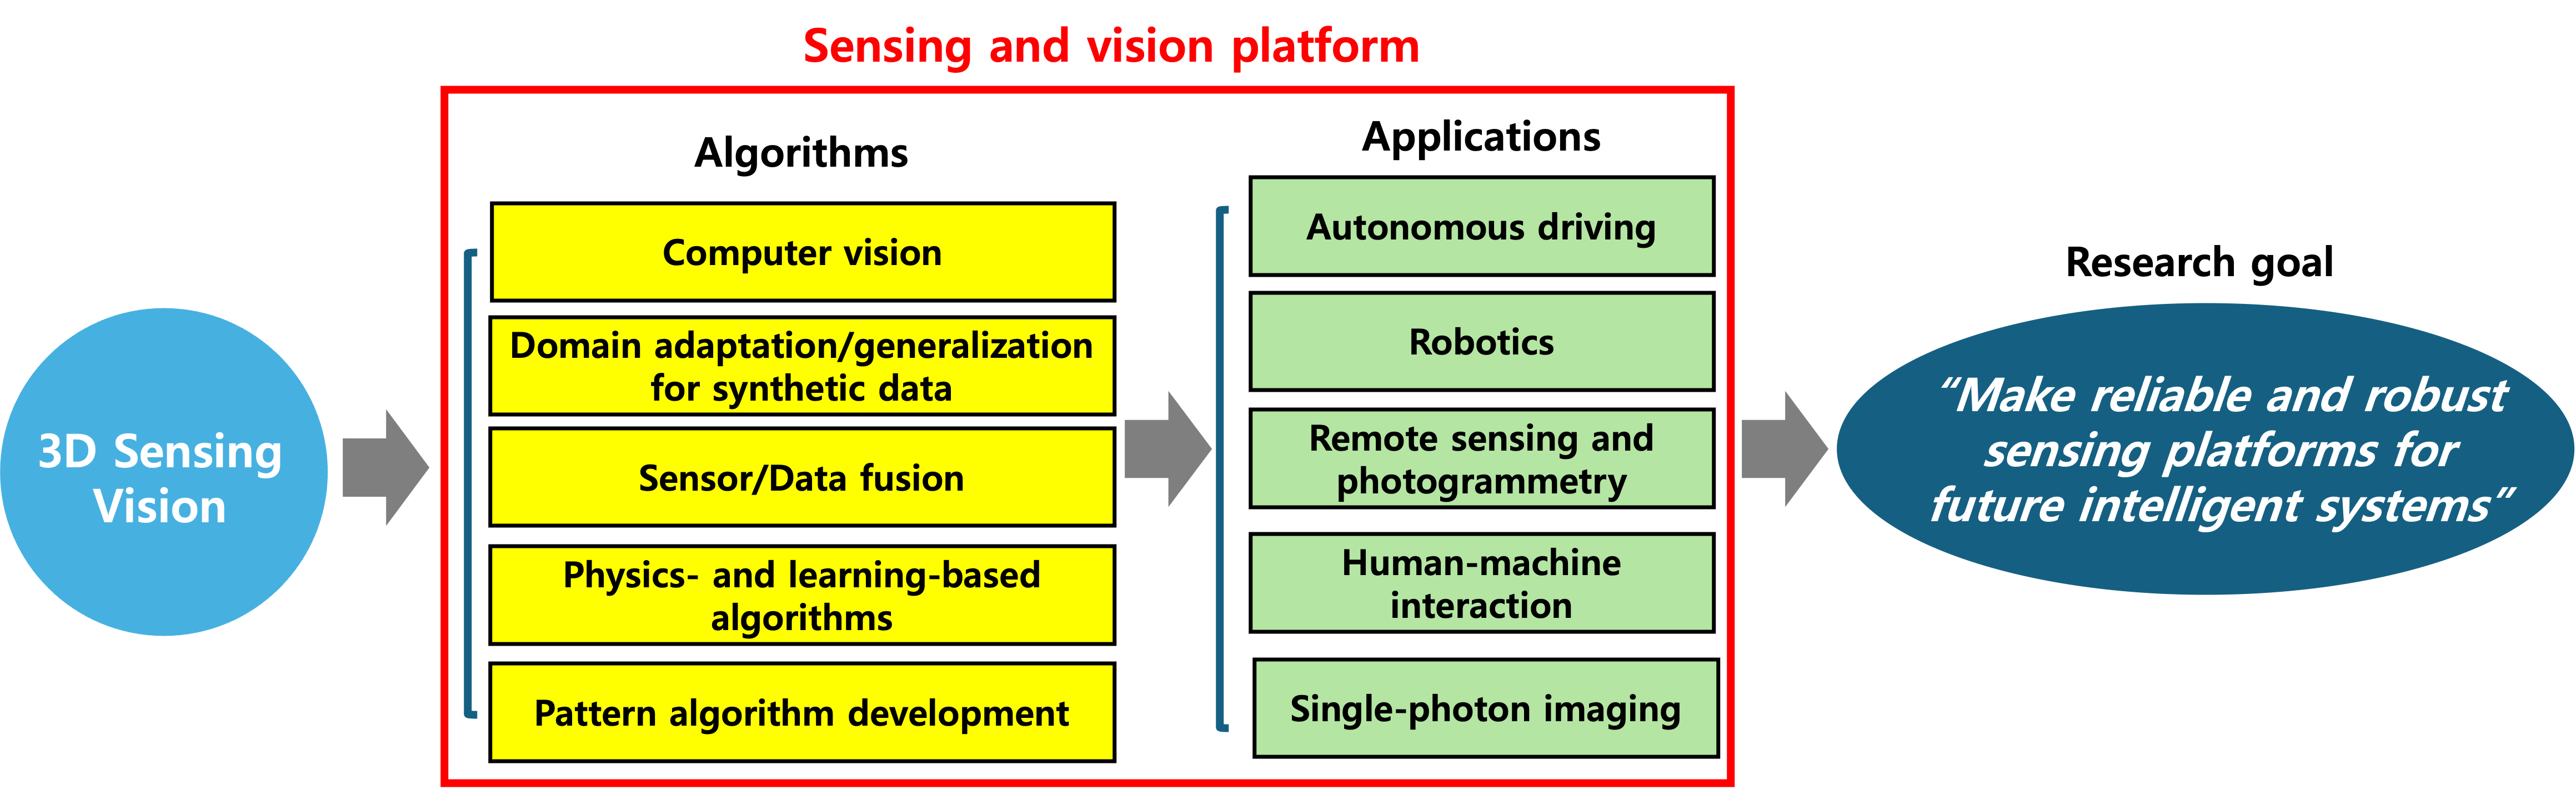 Sensing and vision platform
3D Sensing
Vision
Algorithms
Computer vision
Domain adaptation/generalization
for synthetic data
Sensor/Data fusion
Physics- and learning-based
algorithms
Pattern algorithm development
Applications
Autonomous driving
Robotics
Remote sensing and
photogrammetry
Human-machine
interaction
Single-photon imaging
Research goal
“Make reliable and robust
sensing platforms for
future intelligent systems”